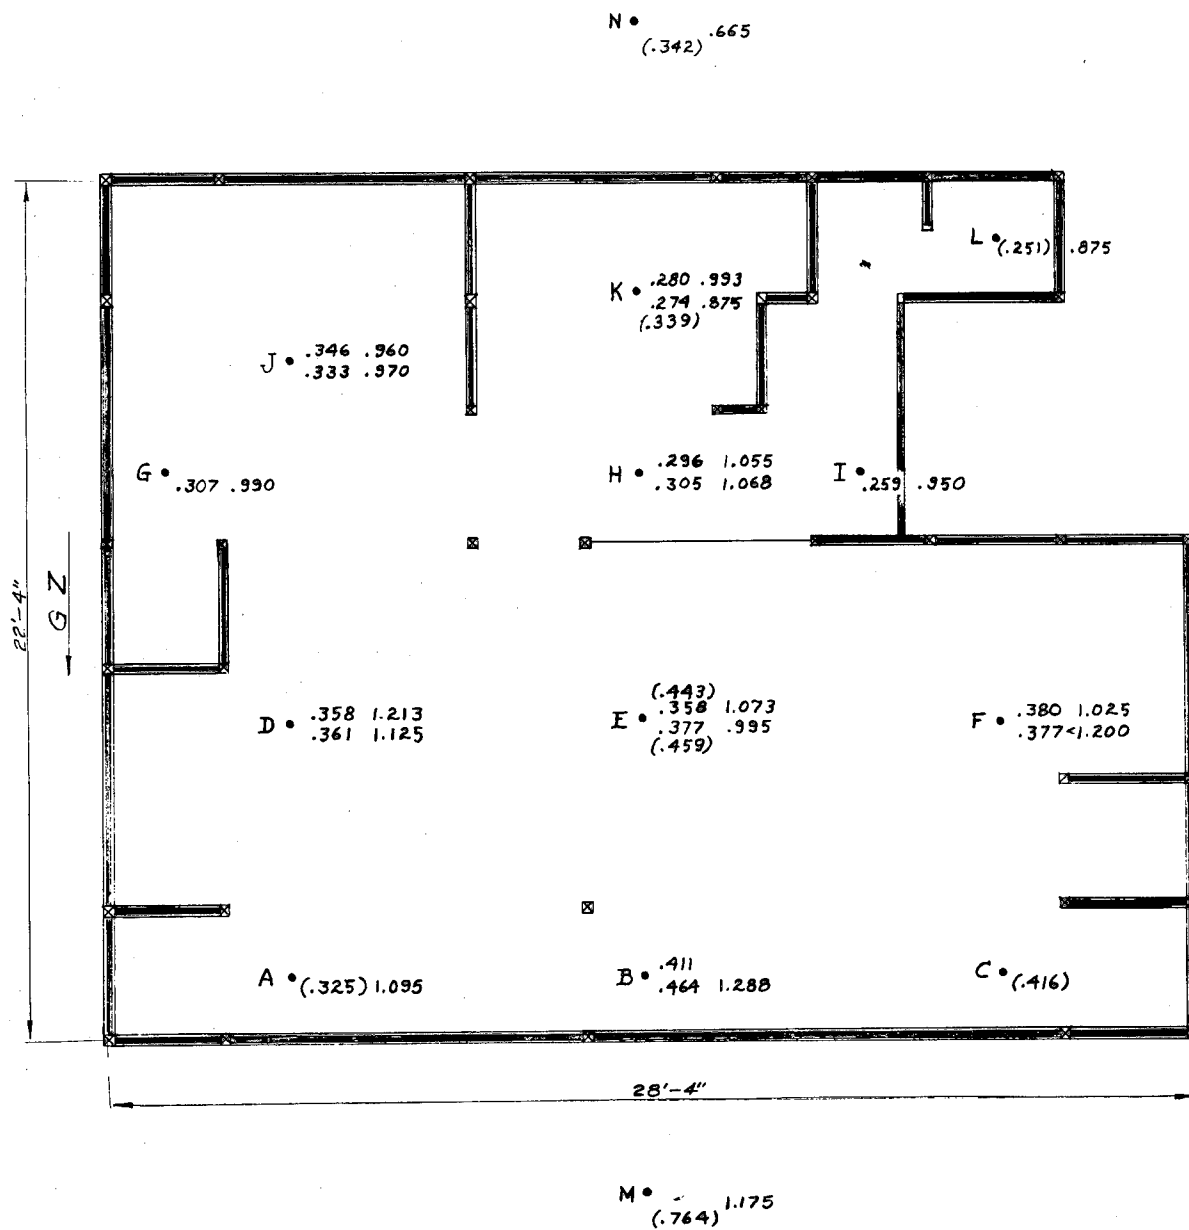 N
(.342) .665
L (.251) .875
K .280 .993
.274 .875
(.339)
J .346 .960
.333 .970
G .307 .990
H .296 1.055
.305 1.068
I .259 .950
GZ
22'-4"
D .358 1.213
.361 1.125
(.443)
E .358 1.073
.377 .995
(.459)
F .380 1.025
.377<1.200
A (.325) 1.095
B .411
.464 1.288
C (.416)
28'-4"
M
(.764) 1.175